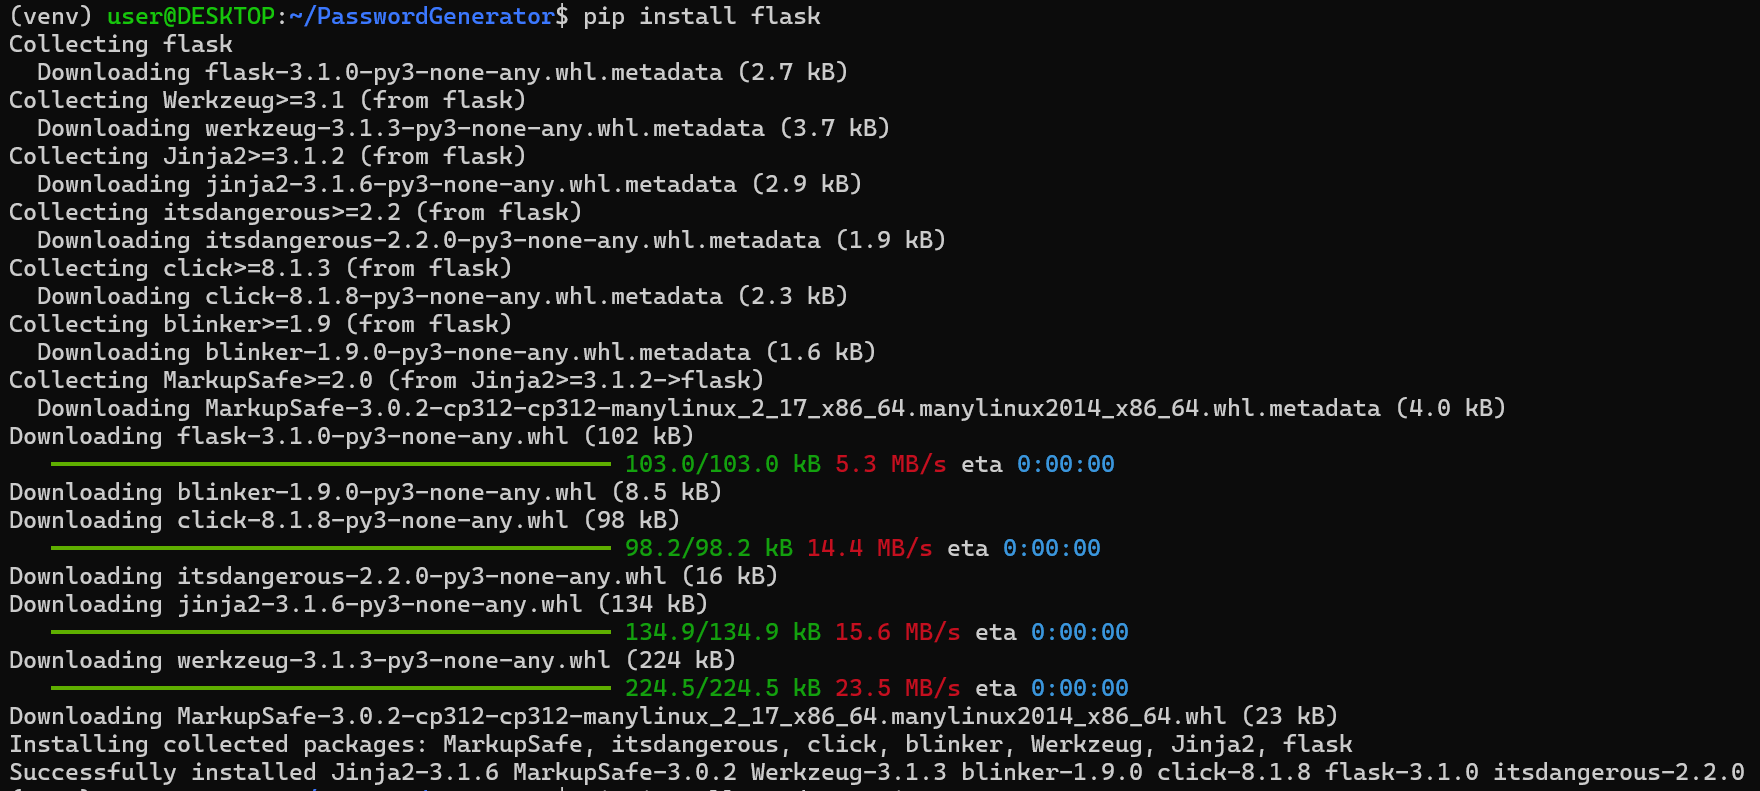 (venv) user@DESKTOP:~/PasswordGenerator$ pip install flask
Collecting flask
  Downloading flask-3.1.0-py3-none-any.whl.metadata (2.7 kB)
Collecting Werkzeug>=3.1 (from flask)
  Downloading werkzeug-3.1.3-py3-none-any.whl.metadata (3.7 kB)
Collecting Jinja2>=3.1.2 (from flask)
  Downloading jinja2-3.1.6-py3-none-any.whl.metadata (2.9 kB)
Collecting itsdangerous>=2.2 (from flask)
  Downloading itsdangerous-2.2.0-py3-none-any.whl.metadata (1.9 kB)
Collecting click>=8.1.3 (from flask)
  Downloading click-8.1.8-py3-none-any.whl.metadata (2.3 kB)
Collecting blinker>=1.9 (from flask)
  Downloading blinker-1.9.0-py3-none-any.whl.metadata (1.6 kB)
Collecting MarkupSafe>=2.0 (from Jinja2>=3.1.2->flask)
  Downloading MarkupSafe-3.0.2-cp312-cp312-manylinux_2_17_x86_64.manylinux2014_x86_64.whl.metadata (4.0 kB)
Downloading flask-3.1.0-py3-none-any.whl (102 kB)
103.0/103.0 kB 5.3 MB/s eta 0:00:00
Downloading blinker-1.9.0-py3-none-any.whl (8.5 kB)
Downloading click-8.1.8-py3-none-any.whl (98 kB)
98.2/98.2 kB 14.4 MB/s eta 0:00:00
Downloading itsdangerous-2.2.0-py3-none-any.whl (16 kB)
Downloading jinja2-3.1.6-py3-none-any.whl (134 kB)
134.9/134.9 kB 15.6 MB/s eta 0:00:00
Downloading werkzeug-3.1.3-py3-none-any.whl (224 kB)
224.5/224.5 kB 23.5 MB/s eta 0:00:00
Downloading MarkupSafe-3.0.2-cp312-cp312-manylinux_2_17_x86_64.manylinux2014_x86_64.whl (23 kB)
Installing collected packages: MarkupSafe, itsdangerous, click, blinker, Werkzeug, Jinja2, flask
Successfully installed Jinja2-3.1.6 MarkupSafe-3.0.2 Werkzeug-3.1.3 blinker-1.9.0 click-8.1.8 flask-3.1.0 itsdangerous-2.2.0